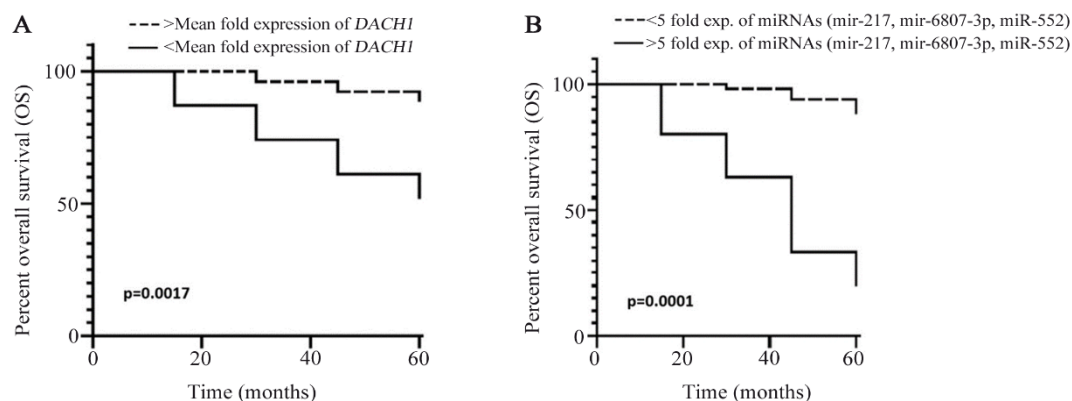 A
>Mean fold expression of DACH1
<Mean fold expression of DACH1
Percent overall survival (OS)
100
50
0
p=0.0017
0 20 40 60
Time (months)
B
<5 fold exp. of miRNAs (mir-217, mir-6807-3p, miR-552)
>5 fold exp. of miRNAs (mir-217, mir-6807-3p, miR-552)
Percent overall survival (OS)
100
50
0
p=0.0001
0 20 40 60
Time (months)